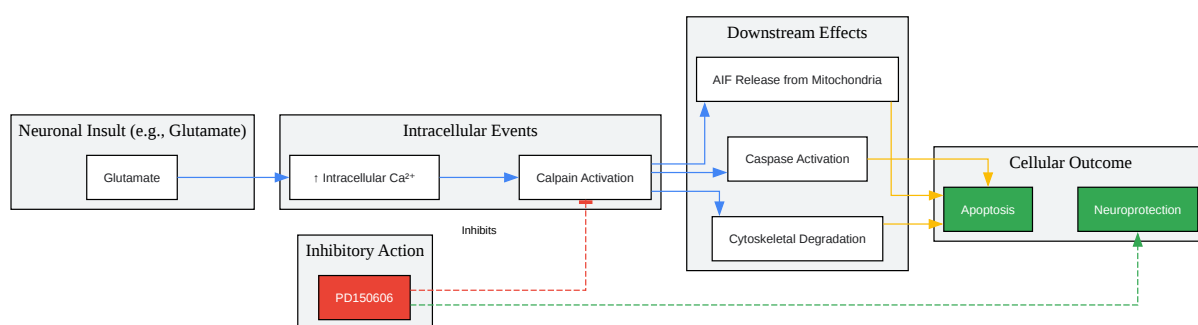 Neuronal Insult (e.g., Glutamate)
Glutamate
Intracellular Events
↑ Intracellular Ca²⁺
Calpain Activation
Downstream Effects
AIF Release from Mitochondria
Caspase Activation
Cytoskeletal Degradation
Cellular Outcome
Apoptosis
Neuroprotection
Inhibits
Inhibitory Action
PD150606